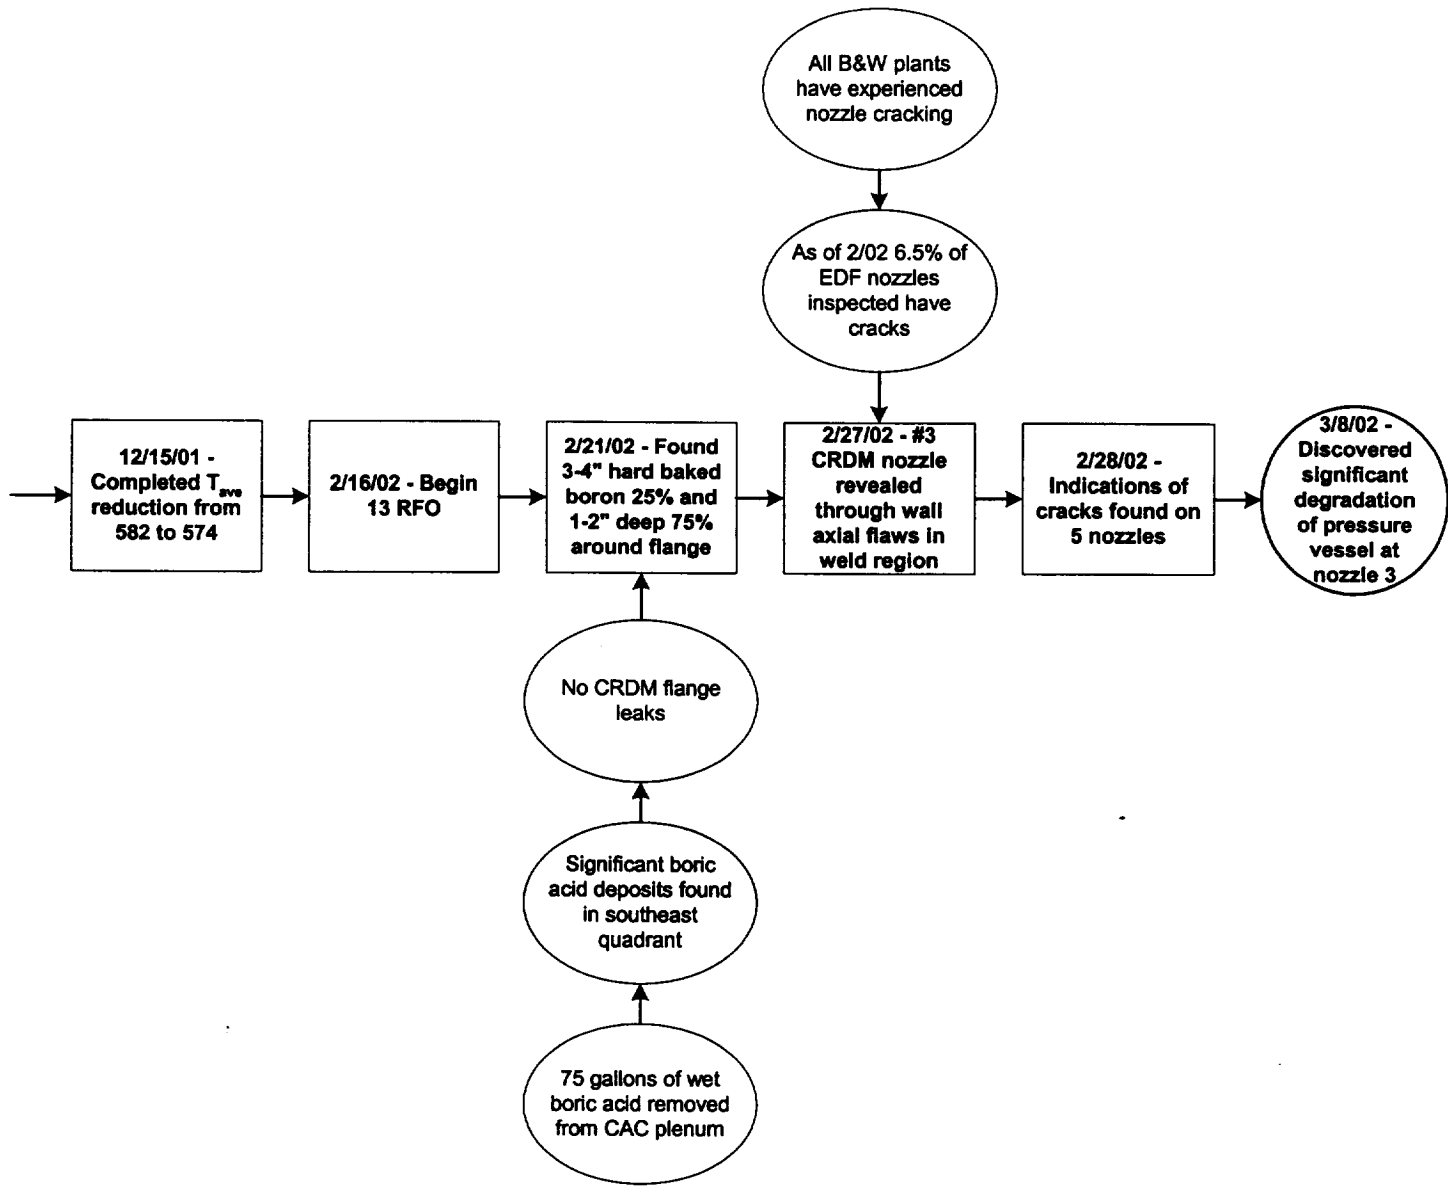 All B&W plants
have experienced
nozzle cracking
As of 2/02 6.5% of
EDF nozzles
inspected have
cracks
12/15/01 -
Completed Tave
reduction from
582 to 574
2/16/02 - Begin
13 RFO
2/21/02 - Found
3-4" hard baked
boron 25% and
1-2" deep 75%
around flange
2/27/02 - #3
CRDM nozzle
revealed
through wall
axial flaws in
weld region
2/28/02 -
Indications of
cracks found on
5 nozzles
3/8/02 -
Discovered
significant
degradation
of pressure
vessel at
nozzle 3
No CRDM flange
leaks
Significant boric
acid deposits found
in southeast
quadrant
75 gallons of wet
boric acid removed
from CAC plenum